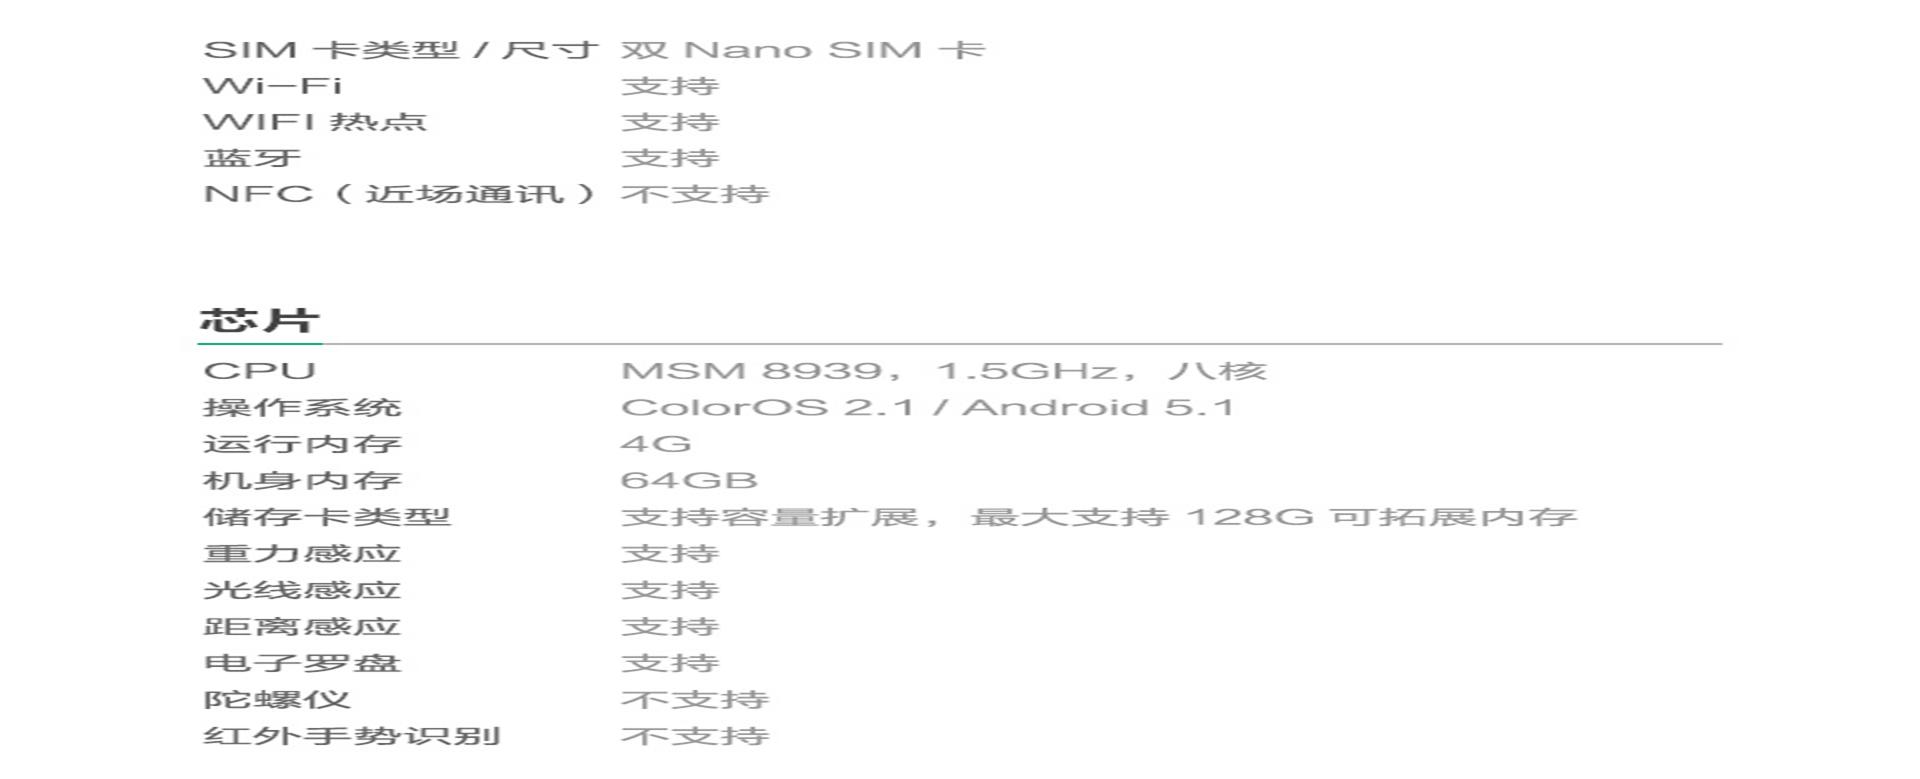 SIM 卡类型 / 尺寸 双 Nano SIM 卡
Wi-Fi 支持
WIFI 热点 支持
蓝牙 支持
NFC（近场通讯） 不支持
芯片
CPU MSM 8939，1.5GHz，八核
操作系统 ColorOS 2.1 / Android 5.1
运行内存 4G
机身内存 64GB
储存卡类型 支持容量扩展，最大支持 128G 可拓展内存
重力感应 支持
光线感应 支持
距离感应 支持
电子罗盘 支持
陀螺仪 不支持
红外手势识别 不支持